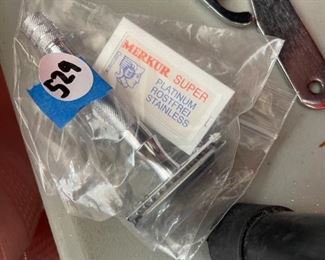 529
MERKUR SUPER
PLATINUM
ROSTFREI
STAINLESS